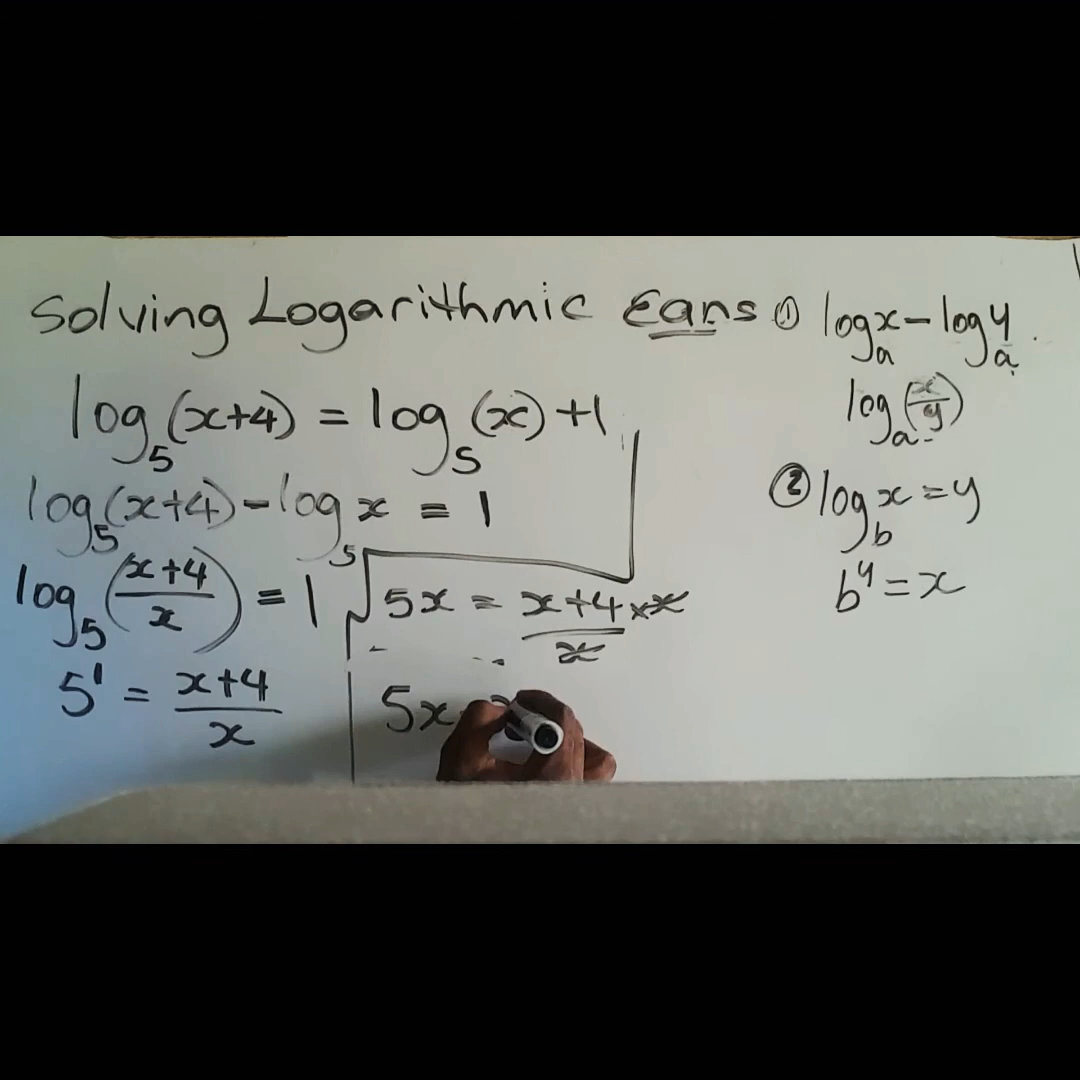 Solving Logarithmic Eqns
log₅(x+4) = log₅(x) +1
log₅(x+4) - log₅x = 1
log₅((x+4)/x) = 1
5¹ = (x+4)/x
5x = (x+4)/x × x
5x
① logₐx - logₐy
logₐ(x/y)
② log_b x = y
b^y = x